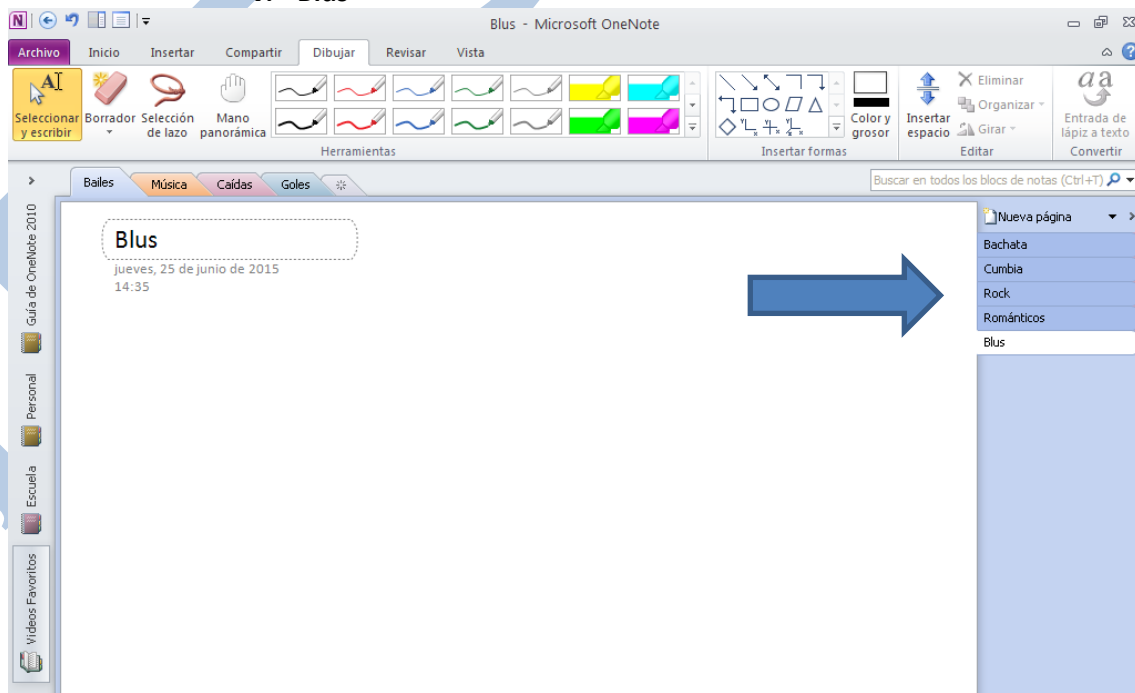 Blus
Blus - Microsoft OneNote
Archivo Inicio Insertar Compartir Dibujar Revisar Vista
Seleccionar y escribir
Borrador
Selección de lazo
Mano panorámica
Herramientas
Insertar formas
Color y grosor
Insertar espacio
Eliminar
Organizar
Girar
Editar
Entrada de lápiz a texto
Convertir
Bailes Música Caídas Goles
Buscar en todos los blocs de notas (Ctrl+T)
Blus
jueves, 25 de junio de 2015
14:35
Nueva página
Bachata
Cumbia
Rock
Románticos
Blus
Guía de OneNote 2010
Personal
Escuela
Videos Favoritos